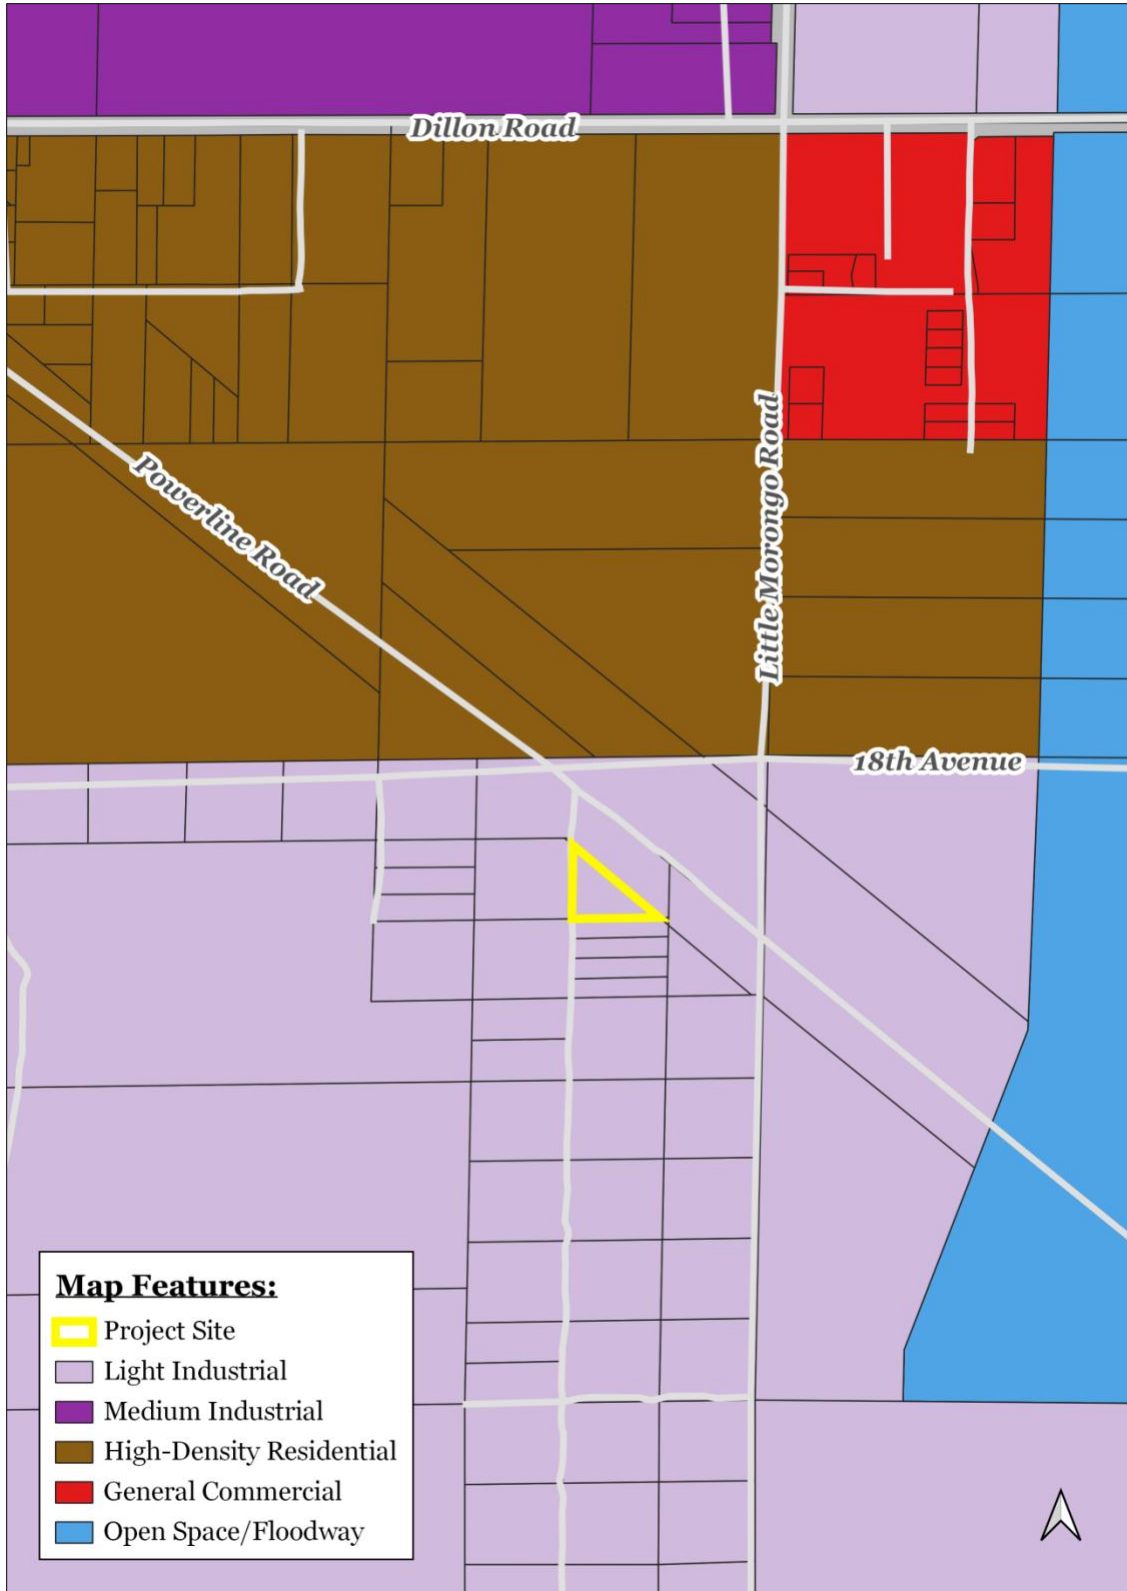 Dillon Road
Little Morongo Road
Powerline Road
18th Avenue
Map Features:
Project Site
Light Industrial
Medium Industrial
High-Density Residential
General Commercial
Open Space/Floodway